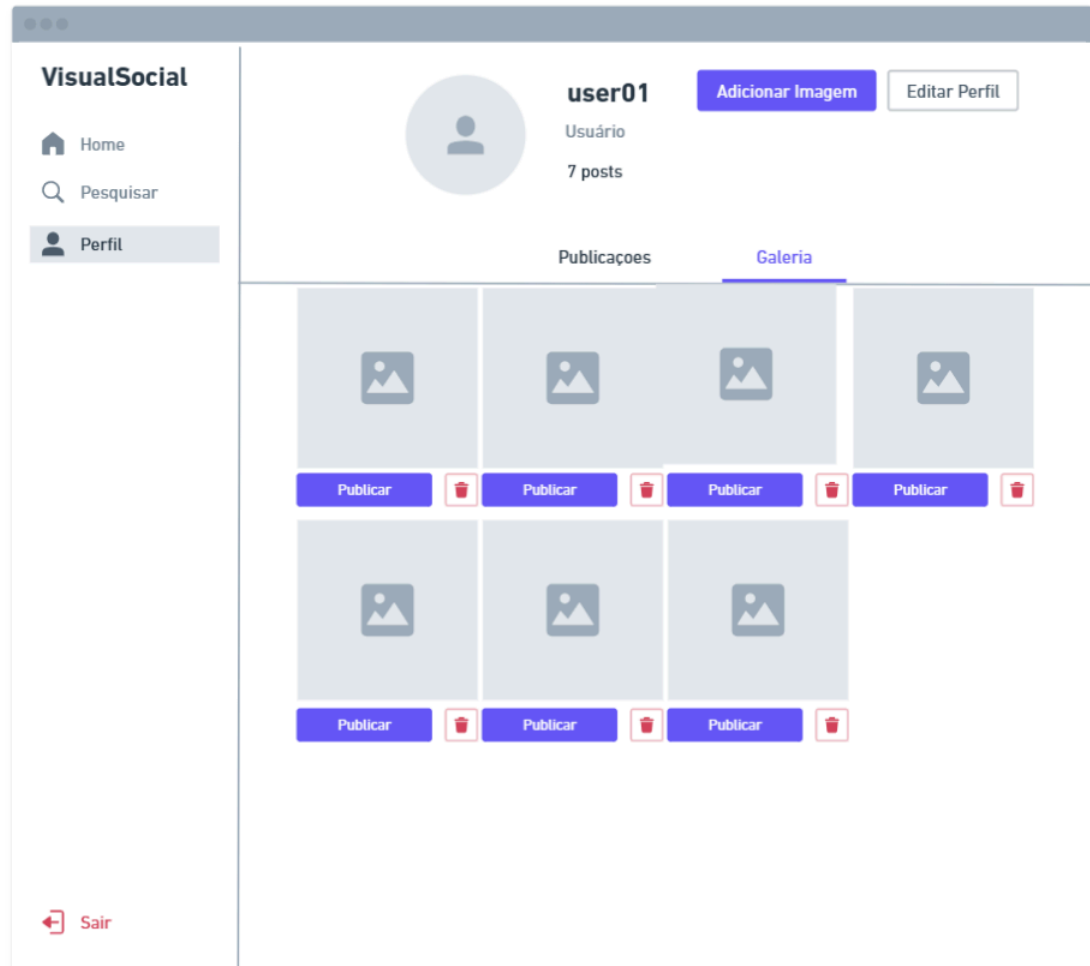 VisualSocial
Home
Pesquisar
Perfil
Sair
user01
Usuário
7 posts
Adicionar Imagem
Editar Perfil
Publicaçoes
Galeria
Publicar
Publicar
Publicar
Publicar
Publicar
Publicar
Publicar